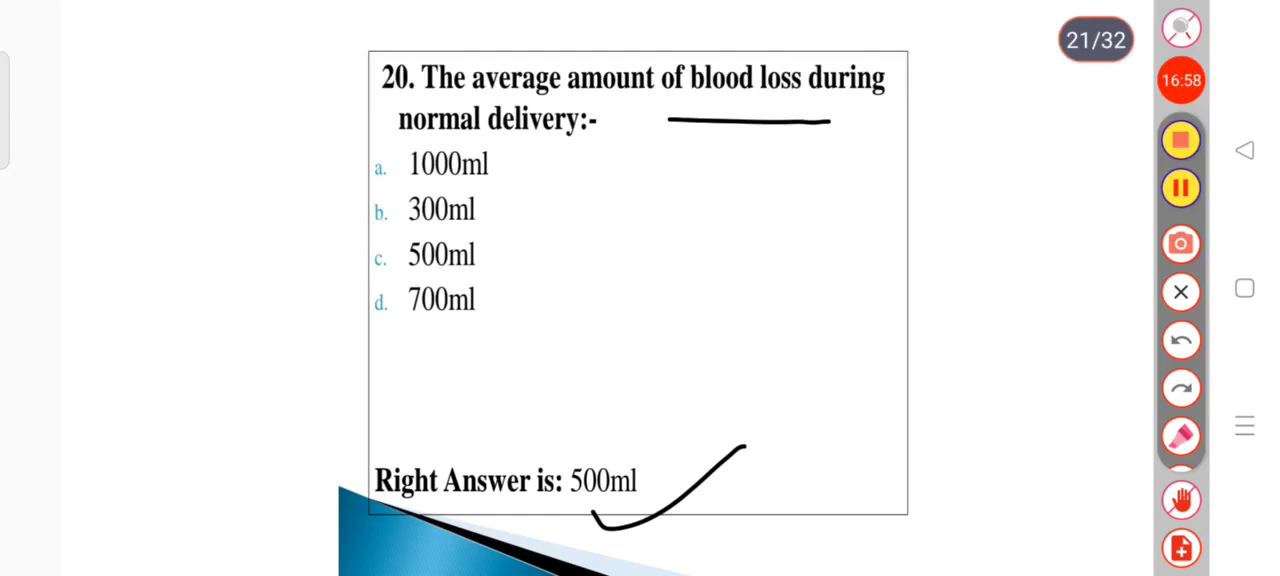 21/32
16:58
20. The average amount of blood loss during
normal delivery:-
a. 1000ml
b. 300ml
c. 500ml
d. 700ml
Right Answer is: 500ml